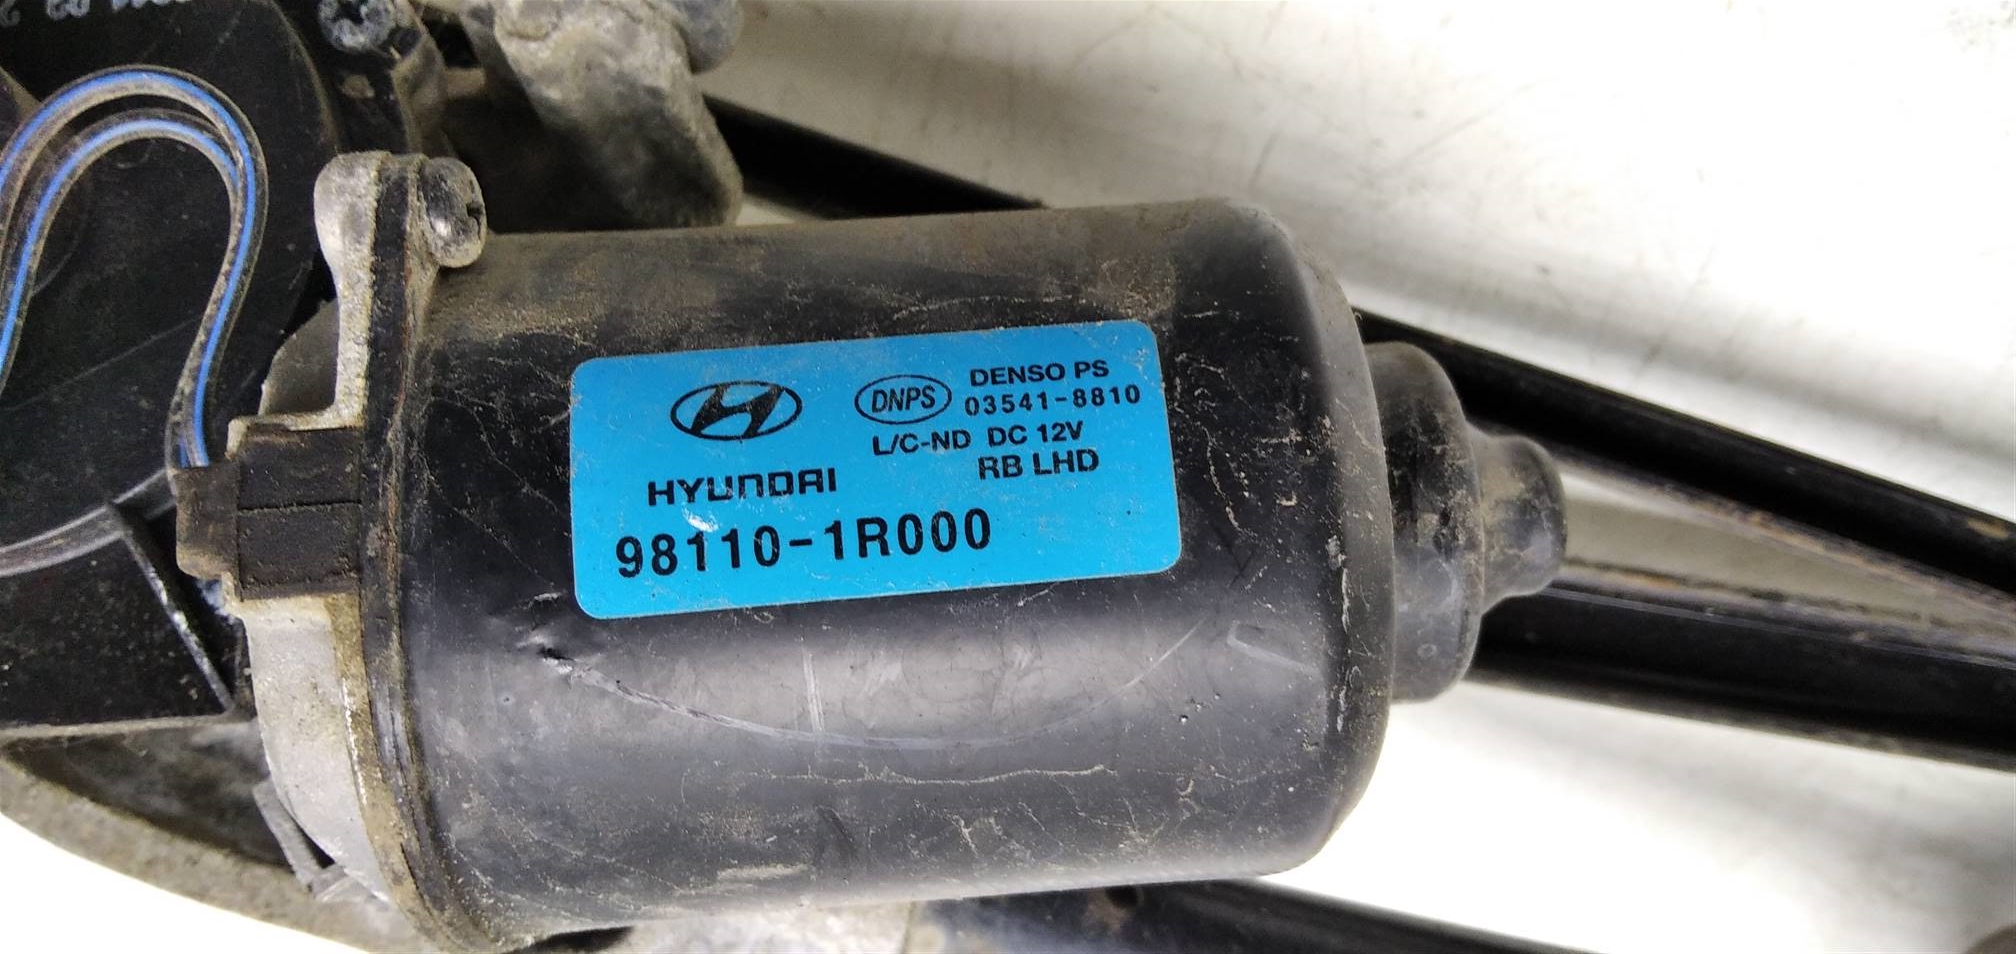 DENSO PS
DNPS 03541-8810
L/C-ND DC 12V
RB LHD
HYUNDAI
98110-1R000